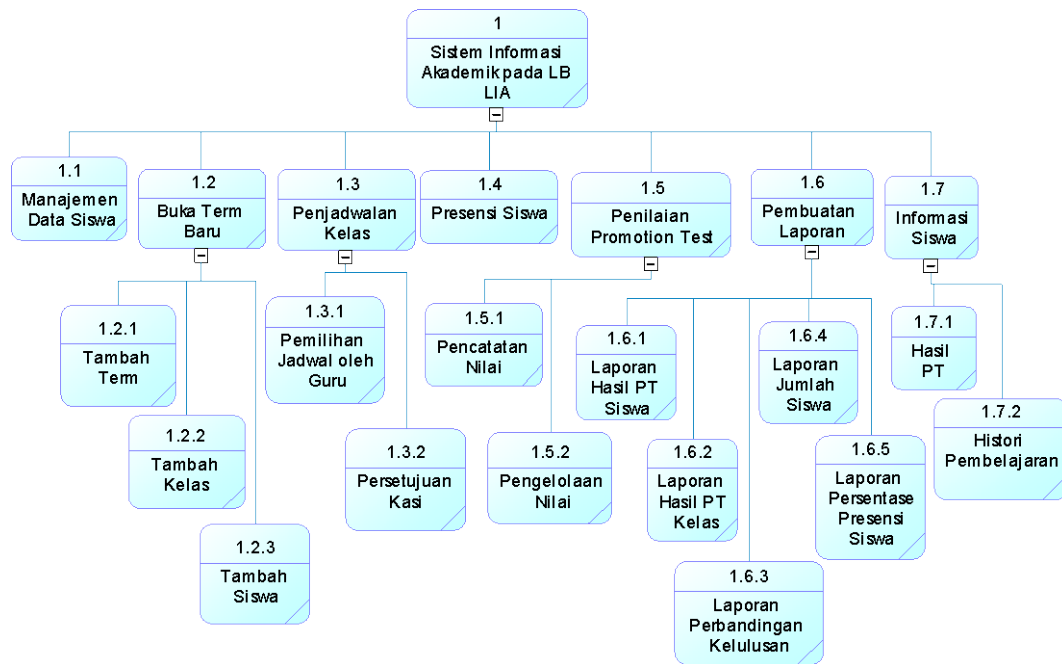 1
Sistem Informasi
Akademik pada LB
LIA
1.1
Manajemen
Data Siswa
1.2
Buka Term
Baru
1.3
Penjadwalan
Kelas
1.4
Presensi Siswa
1.5
Penilaian
Promotion Test
1.6
Pembuatan
Laporan
1.7
Informasi
Siswa
1.2.1
Tambah
Term
1.2.2
Tambah
Kelas
1.2.3
Tambah
Siswa
1.3.1
Pemilihan
Jadwal oleh
Guru
1.3.2
Persetujuan
Kasi
1.5.1
Pencatatan
Nilai
1.5.2
Pengelolaan
Nilai
1.6.1
Laporan
Hasil PT
Siswa
1.6.2
Laporan
Hasil PT
Kelas
1.6.3
Laporan
Perbandingan
Kelulusan
1.6.4
Laporan
Jumlah
Siswa
1.6.5
Laporan
Persentase
Presensi
Siswa
1.7.1
Hasil
PT
1.7.2
Histori
Pembelajaran